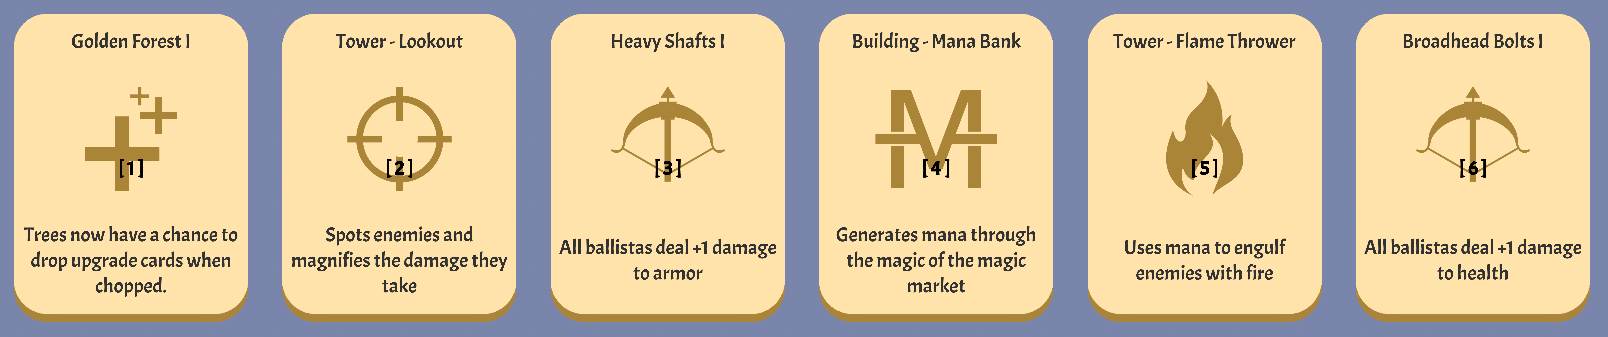 Golden Forest I
[1]
Trees now have a chance to
drop upgrade cards when
chopped.
Tower - Lookout
[2]
Spots enemies and
magnifies the damage they
take
Heavy Shafts I
[3]
All ballistas deal +1 damage
to armor
Building - Mana Bank
M
[4]
Generates mana through
the magic of the magic
market
Tower - Flame Thrower
[5]
Uses mana to engulf
enemies with fire
Broadhead Bolts I
[6]
All ballistas deal +1 damage
to health